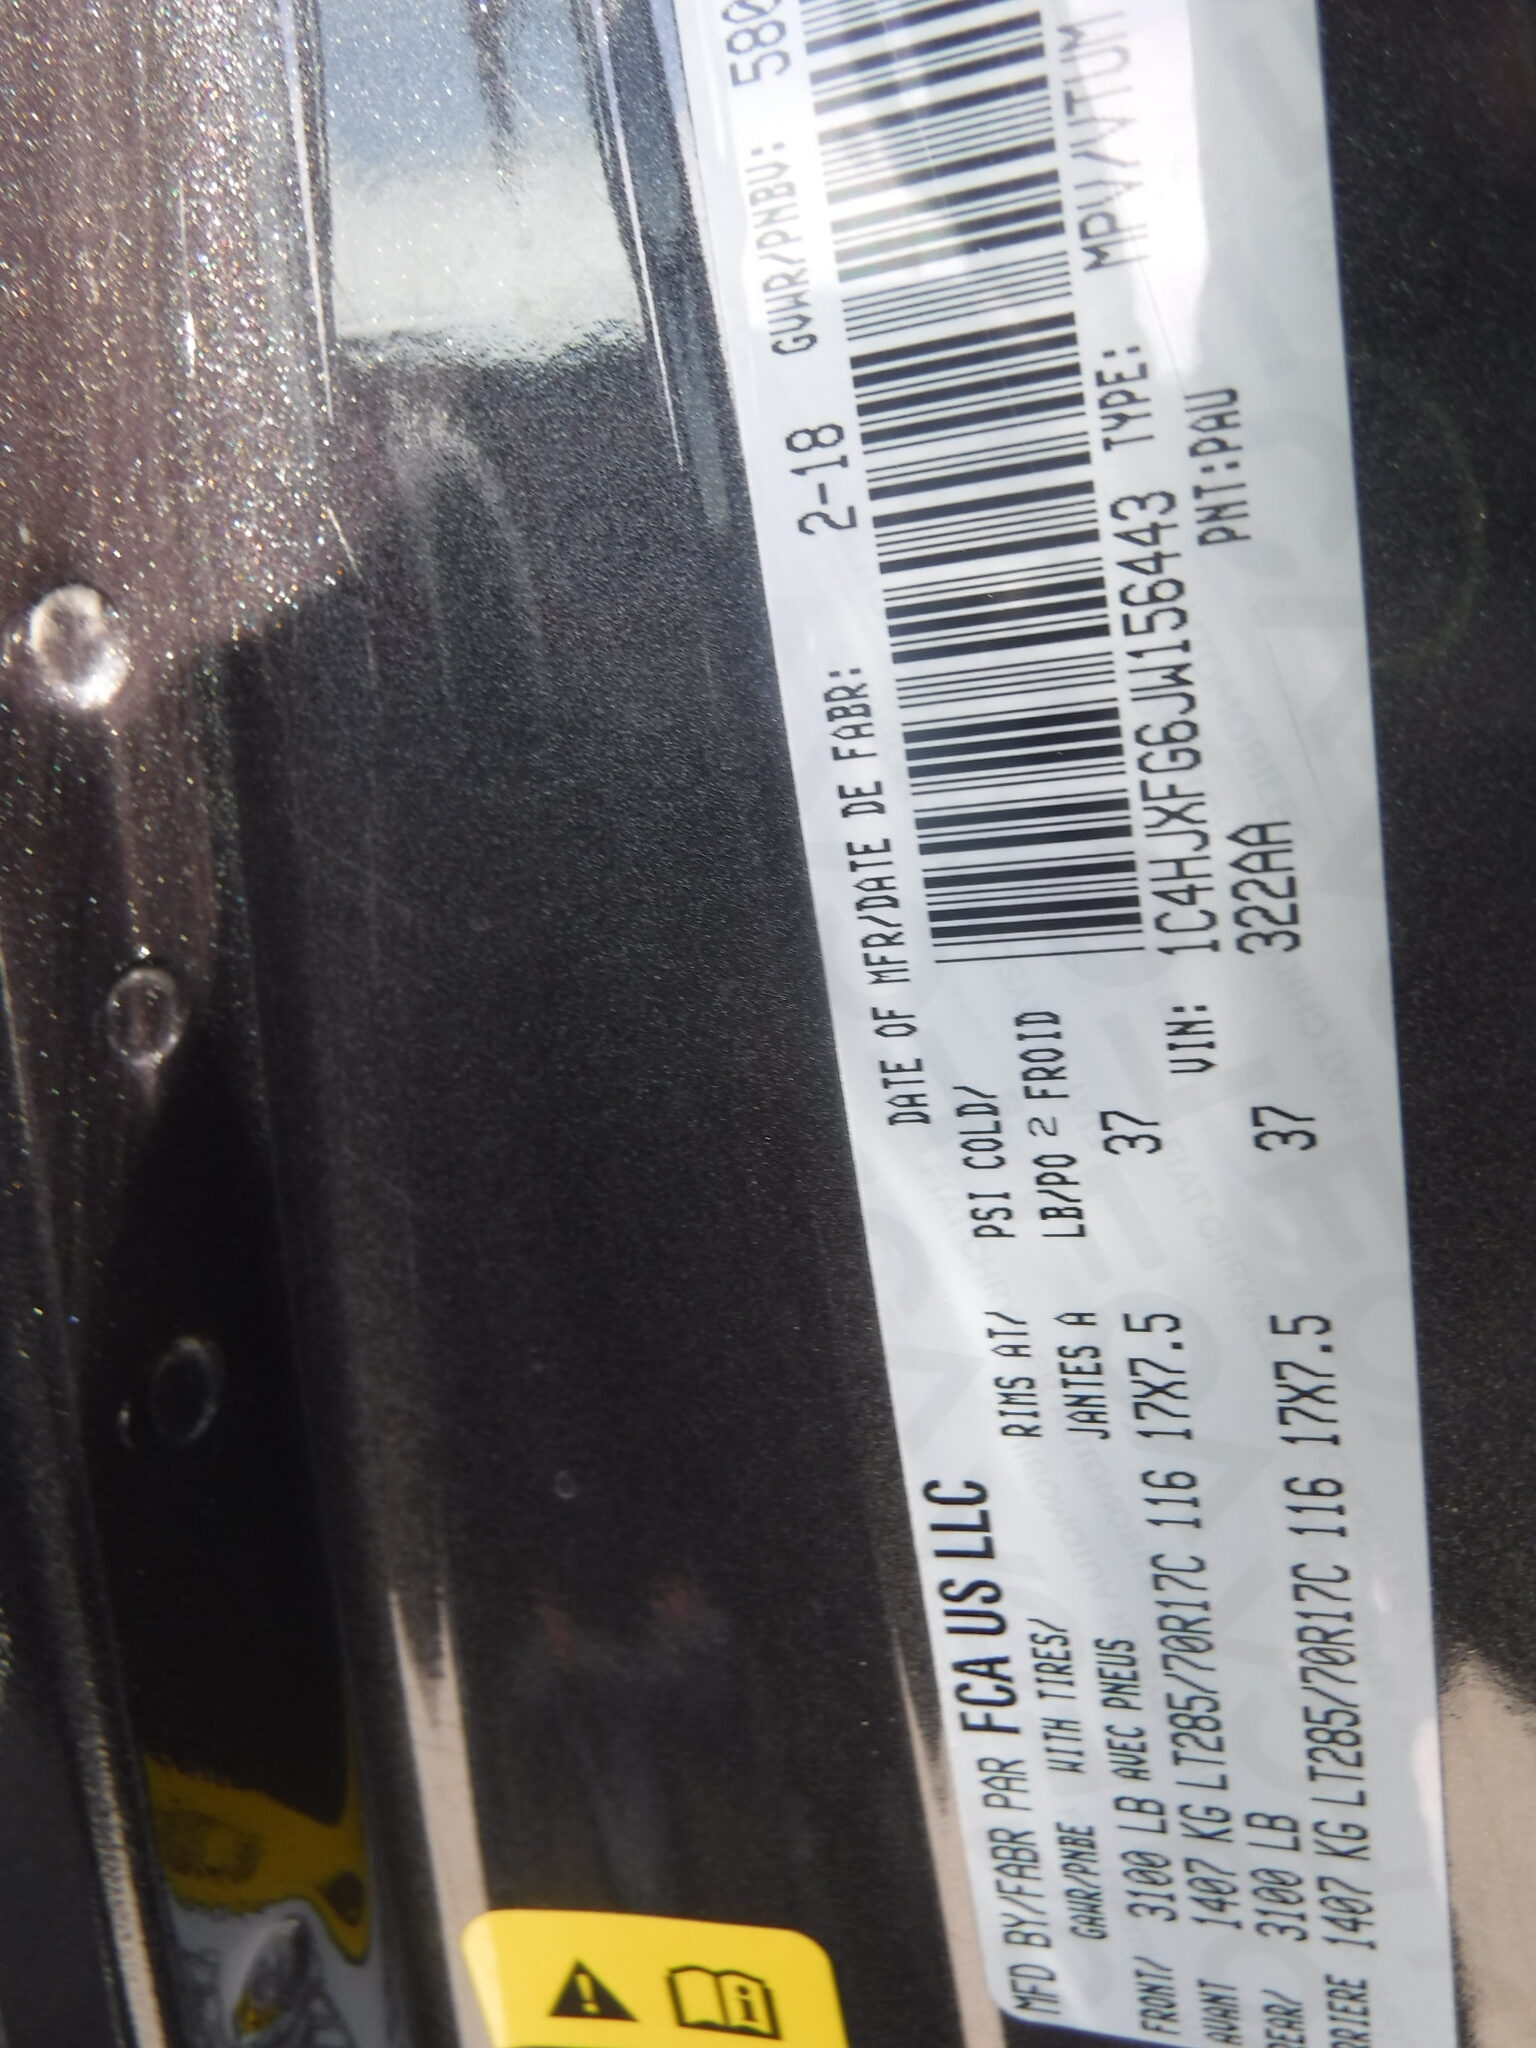 MFD BY/FABR PAR FCA US LLC DATE OF MFR/DATE DE FABR: 2-18 GVWR/PNBV: 580
GAWR/PNBE WITH TIRES/ RIMS AT/ PSI COLD/
FRONT/ 3100 LB AVEC PNEUS JANTES A LB/PO 2 FROID
AVANT 1407 KG LT285/70R17C 116 17X7.5 37 VIN: 1C4HJXFG6JW156443 TYPE: MPV/VTUM
REAR/ 3100 LB 322AA PNT:PAU
RRIERE 1407 KG LT285/70R17C 116 17X7.5 37